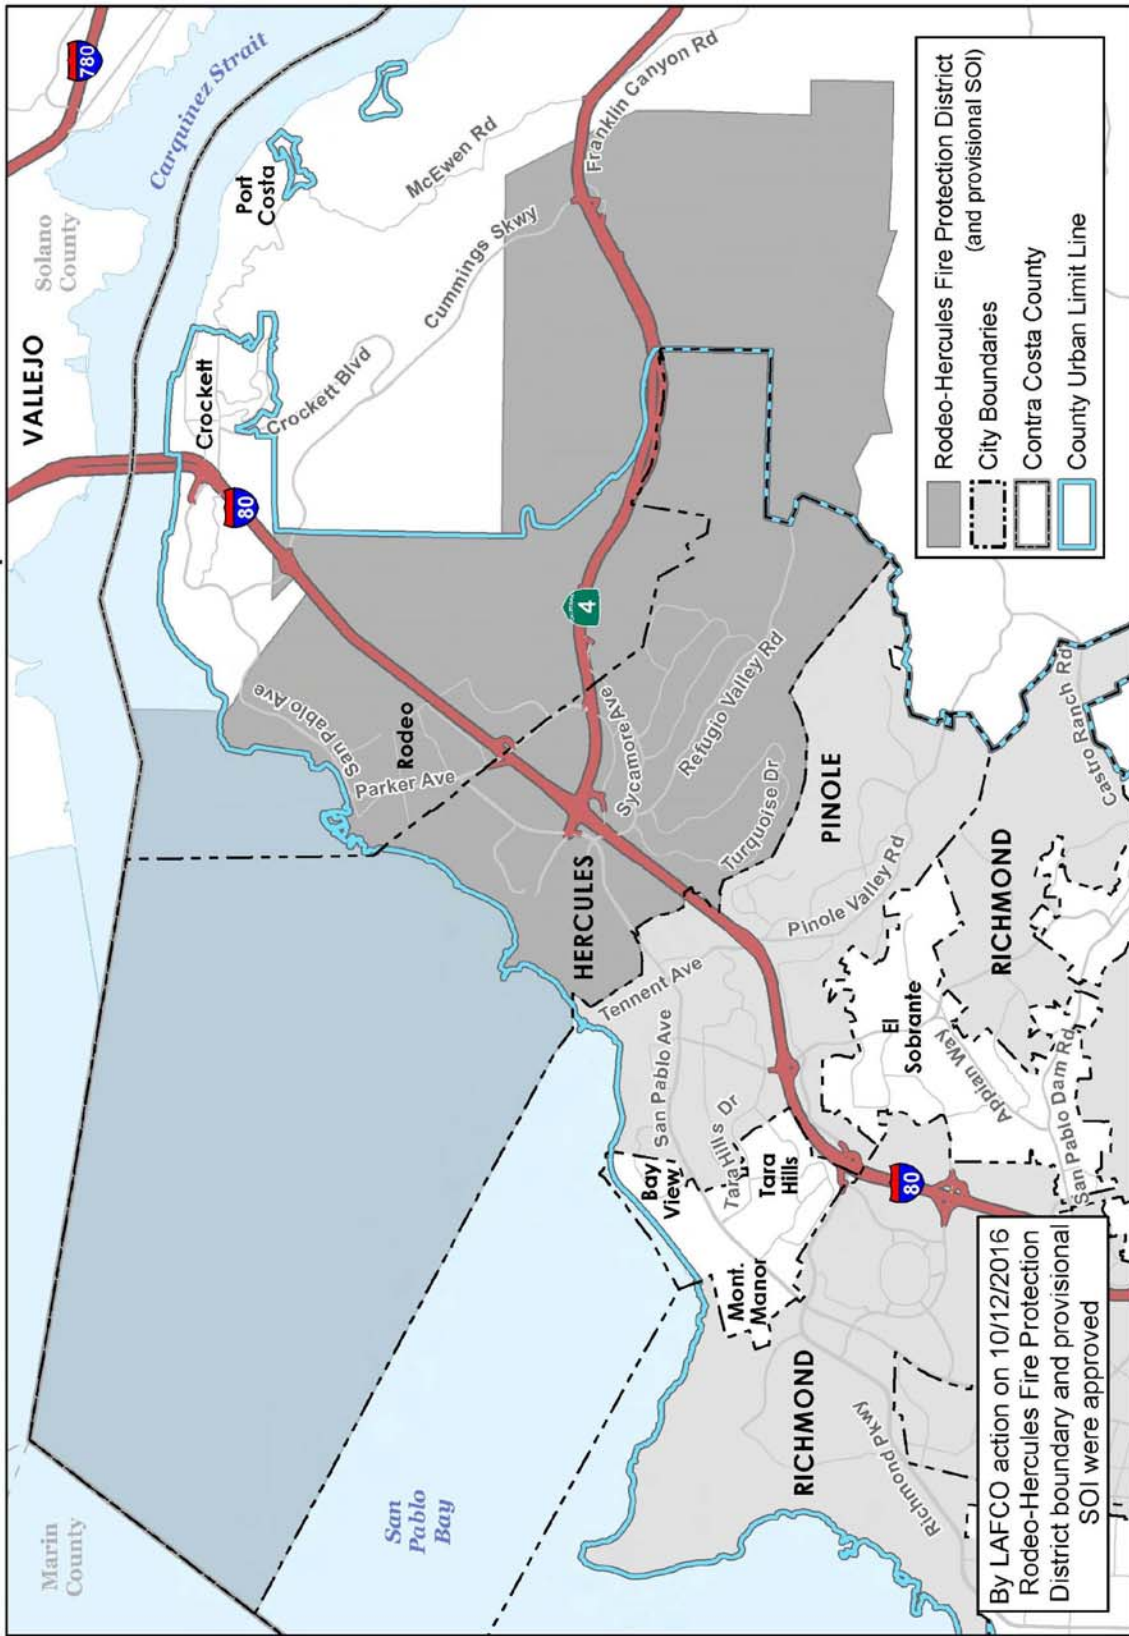 Marin
County
San
Pablo
Bay
Solano
County
VALLEJO
780
Carquinez Strait
Crockett
Port
Costa
80
Crockett Blvd
Cummings Skwy
McEwen Rd
Franklin Canyon Rd
San Pablo Ave
Rodeo
Parker Ave
4
HERCULES
Sycamore Ave
Refugio Valley Rd
Turquoise Dr
Tennent Ave
PINOLE
Pinole Valley Rd
San Pablo Ave
Bay
View
Tara Hills Dr
Tara
Hills
Mont.
Manor
El
Sobrante
Appian Way
RICHMOND
Castro Ranch Rd
San Pablo Dam Rd
80
RICHMOND
Richmond Pkwy
By LAFCO action on 10/12/2016
Rodeo-Hercules Fire Protection
District boundary and provisional
SOI were approved
Rodeo-Hercules Fire Protection District
(and provisional SOI)
City Boundaries
Contra Costa County
County Urban Limit Line